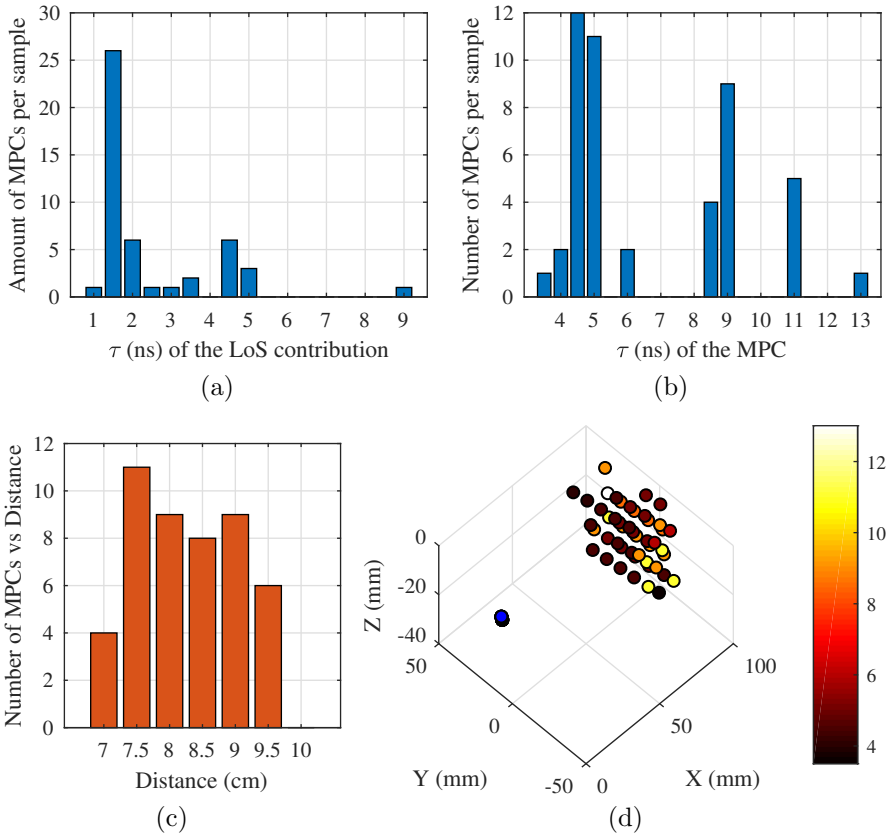 Amount of MPCs per sample
30
25
20
15
10
5
0
1 2 3 4 5 6 7 8 9
τ (ns) of the LoS contribution
(a)
Number of MPCs per sample
12
10
8
6
4
2
0
4 5 6 7 8 9 10 11 12 13
τ (ns) of the MPC
(b)
Number of MPCs vs Distance
12
10
8
6
4
2
0
7 7.5 8 8.5 9 9.5 10
Distance (cm)
(c)
Z (mm)
0
-20
-40
50
0
-50
Y (mm)
0
50
100
X (mm)
12
10
8
6
4
(d)